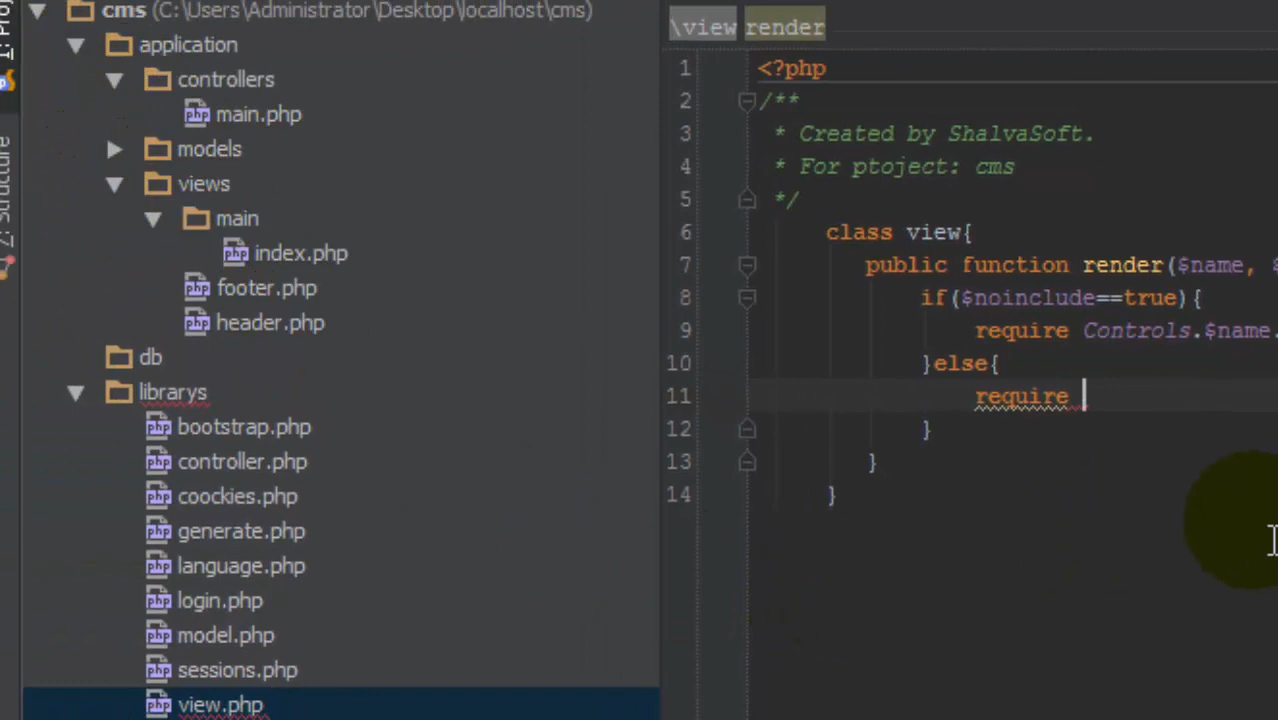 cms (C:\Users\Administrator\Desktop\localhost\cms)
application
controllers
main.php
models
views
main
index.php
footer.php
header.php
db
librarys
bootstrap.php
controller.php
coockies.php
generate.php
language.php
login.php
model.php
sessions.php
view.php
Z: Structure
\view render
1 <?php
2 /**
3 * Created by ShalvaSoft.
4 * For ptoject: cms
5 */
6 class view{
7 public function render($name, $
8 if($noinclude==true){
9 require Controls.$name.
10 }else{
11 require
12 }
13 }
14 }